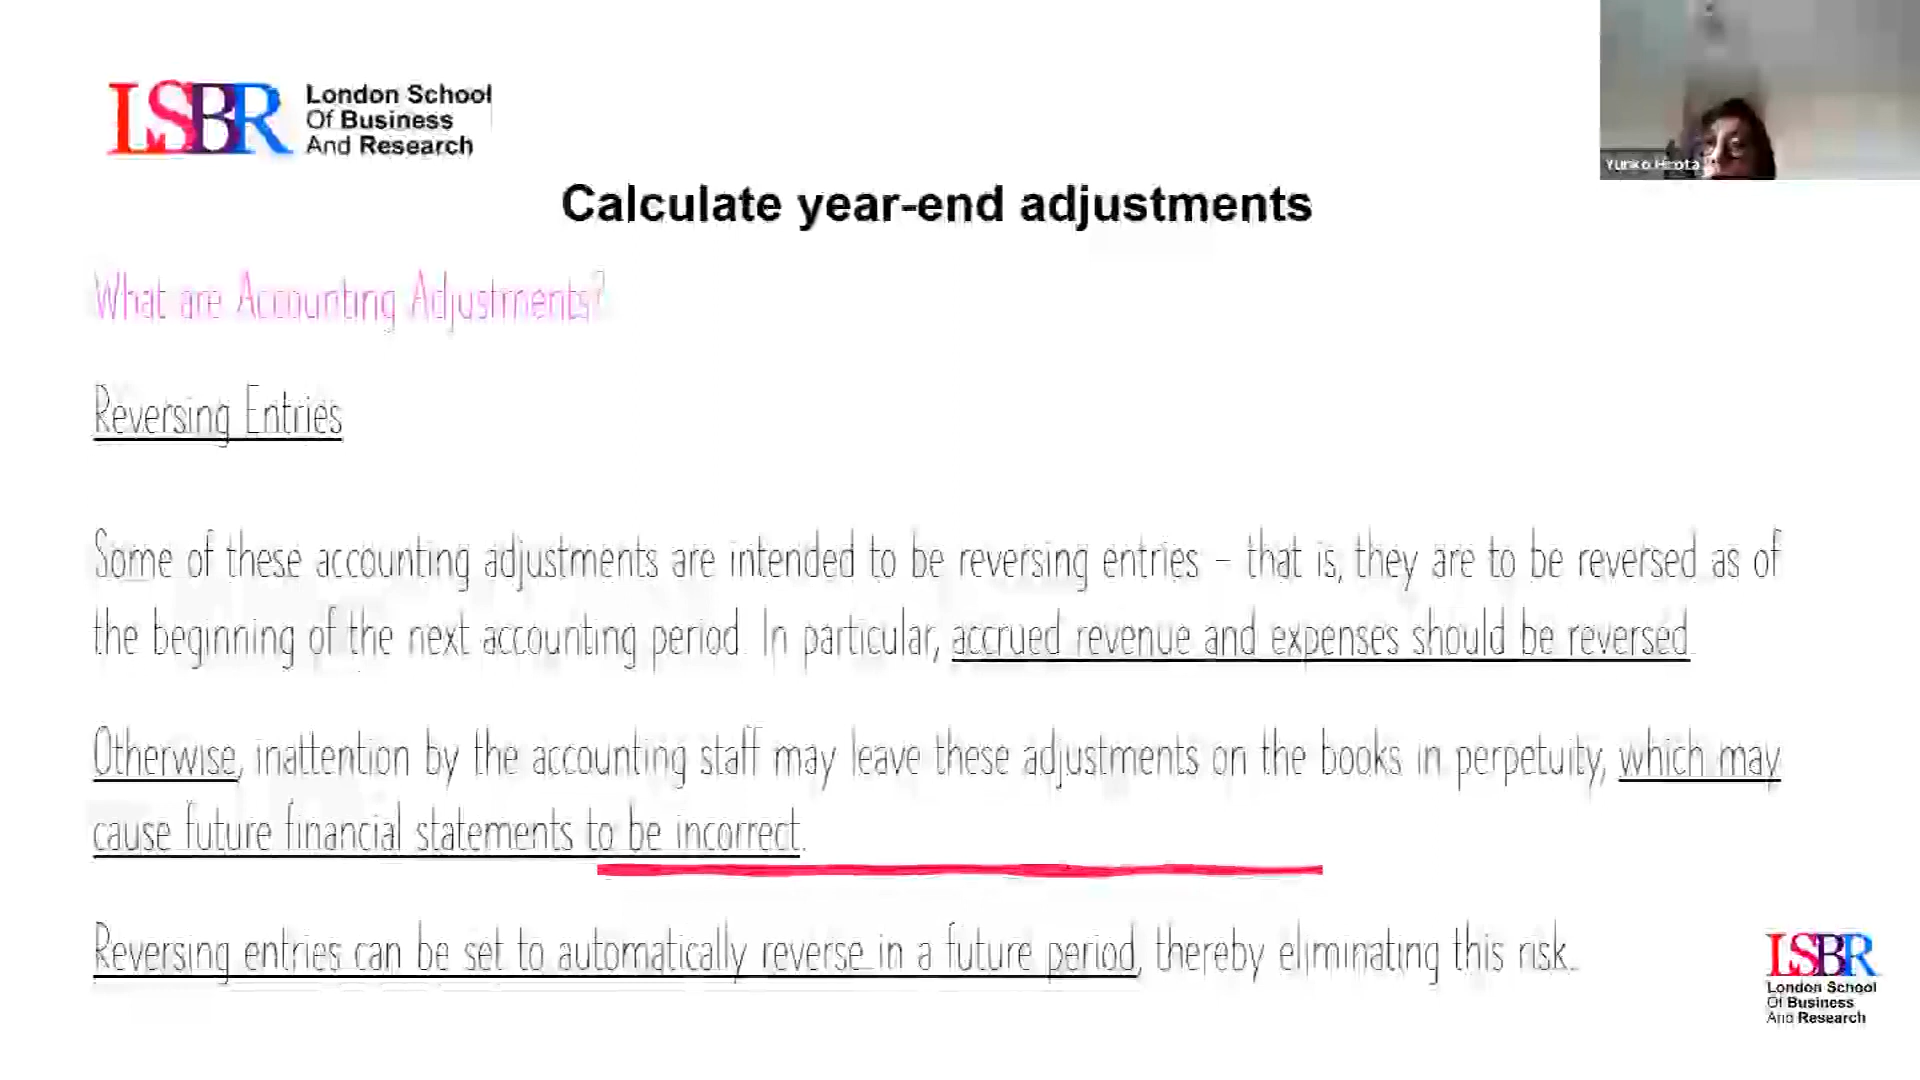 LSBR London School
Of Business
And Research
Calculate year-end adjustments
What are Accounting Adjustments?
Reversing Entries
Some of these accounting adjustments are intended to be reversing entries – that is, they are to be reversed as of
the beginning of the next accounting period. In particular, accrued revenue and expenses should be reversed.
Otherwise, inattention by the accounting staff may leave these adjustments on the books in perpetuity, which may
cause future financial statements to be incorrect.
Reversing entries can be set to automatically reverse in a future period, thereby eliminating this risk.
LSBR
London School
Of Business
And Research